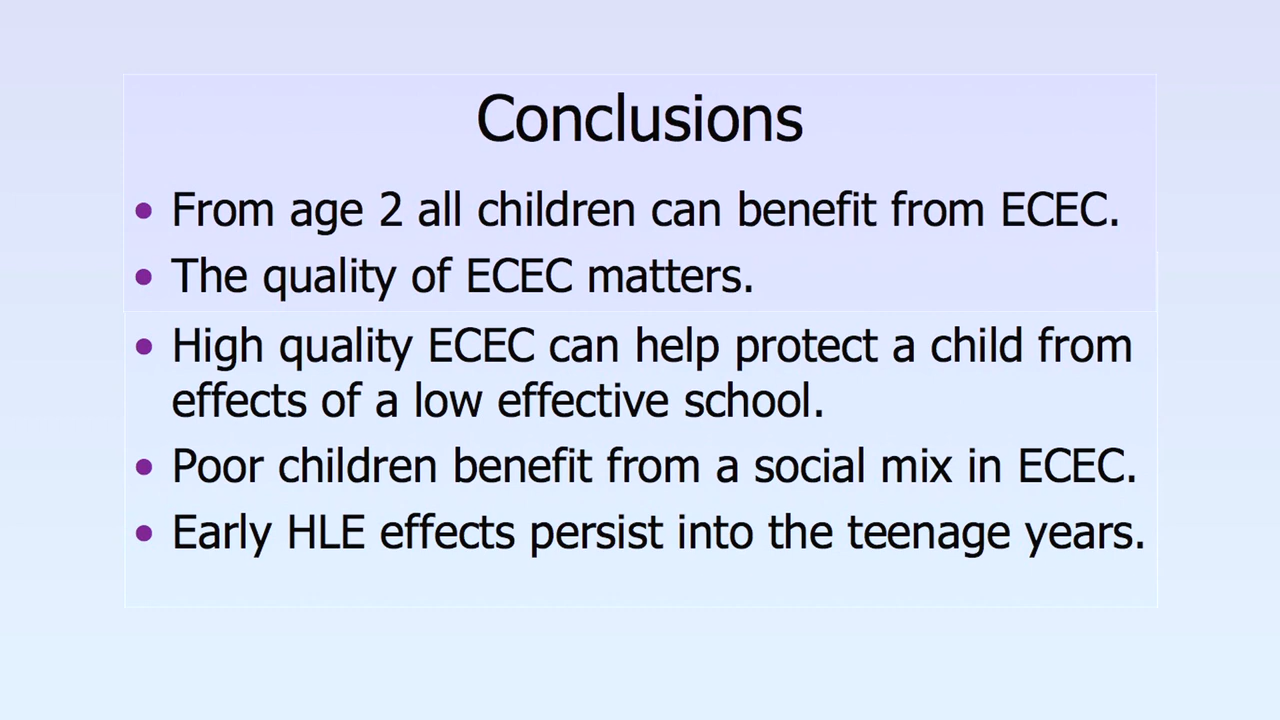 Conclusions
• From age 2 all children can benefit from ECEC.
• The quality of ECEC matters.
• High quality ECEC can help protect a child from
effects of a low effective school.
• Poor children benefit from a social mix in ECEC.
• Early HLE effects persist into the teenage years.